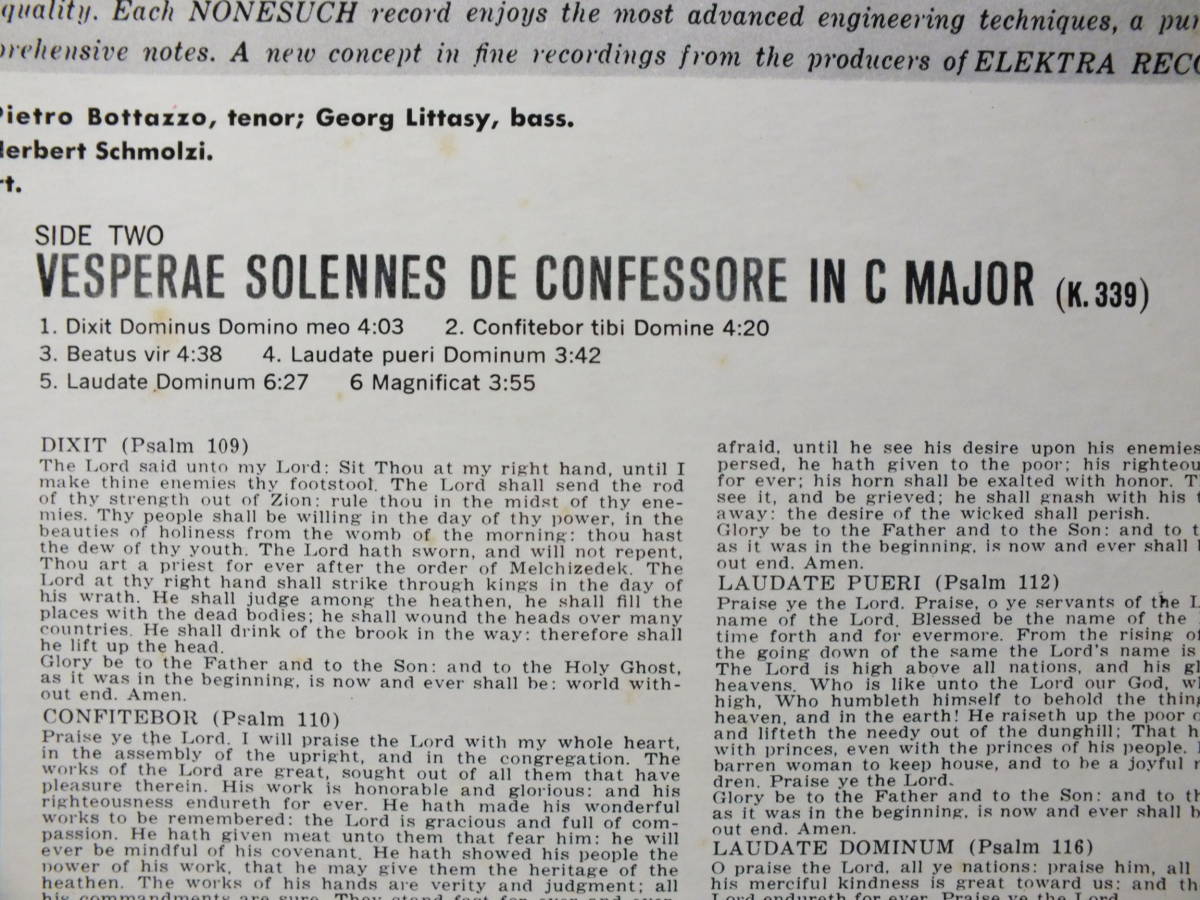 quality. Each NONESUCH record enjoys the most advanced engineering techniques, a
prehensive notes. A new concept in fine recordings from the producers of ELEKTRA
Pietro Bottazzo, tenor; Georg Littasy, bass.
Herbert Schmolzi.
rt.
SIDE TWO
VESPERAE SOLENNES DE CONFESSORE IN C MAJOR (K. 339)
1. Dixit Dominus Domino meo 4:03 2. Confitebor tibi Domine 4:20
3. Beatus vir 4:38 4. Laudate pueri Dominum 3:42
5. Laudate Dominum 6:27 6 Magnificat 3:55
DIXIT (Psalm 109)
The Lord said unto my Lord: Sit Thou at my right hand, until I
make thine enemies thy footstool. The Lord shall send the rod
of thy strength out of Zion: rule thou in the midst of thy ene-
mies. Thy people shall be willing in the day of thy power, in the
beauties of holiness from the womb of the morning: thou hast
the dew of thy youth. The Lord hath sworn, and will not repent,
Thou art a priest for ever after the order of Melchizedek. The
Lord at thy right hand shall strike through kings in the day of
his wrath. He shall judge among the heathen, he shall fill the
places with the dead bodies; he shall wound the heads over many
countries. He shall drink of the brook in the way: therefore shall
he lift up the head.
Glory be to the Father and to the Son: and to the Holy Ghost,
as it was in the beginning, is now and ever shall be: world with-
out end. Amen.
CONFITEBOR (Psalm 110)
Praise ye the Lord. I will praise the Lord with my whole heart,
in the assembly of the upright, and in the congregation. The
works of the Lord are great, sought out of all them that have
pleasure therein. His work is honorable and glorious: and his
righteousness endureth for ever. He hath made his wonderful
works to be remembered: the Lord is gracious and full of com-
passion. He hath given meat unto them that fear him: he will
ever be mindful of his covenant. He hath showed his people the
power of his work, that he may give them the heritage of the
heathen. The works of his hands are verity and judgment; all
his commandments are sure. They stand fast for ever and ever
afraid, until he see his desire upon his enemies
persed, he hath given to the poor; his
for ever; his horn shall be exalted with honor.
see it, and be grieved; he shall gnash with his
away: the desire of the wicked shall perish.
Glory be to the Father and to the Son: and to
as it was in the beginning, is now and ever shall
out end. Amen.
LAUDATE PUERI (Psalm 112)
Praise ye the Lord. Praise, o ye servants of the
name of the Lord. Blessed be the name of the
time forth and for evermore. From the rising of
the going down of the same the Lord's name is
The Lord is high above all nations, and his
heavens. Who is like unto the Lord our God,
high, Who humbleth himself to behold the
heaven, and in the earth! He raiseth up the poor
and lifteth the needy out of the dunghill; That
with princes, even with the princes of his people.
barren woman to keep house, and to be a joyful
dren. Praise ye the Lord.
Glory be to the Father and to the Son: and to
as it was in the beginning, is now and ever shall
out end. Amen.
LAUDATE DOMINUM (Psalm 116)
O praise the Lord, all ye nations: praise him, all
his merciful kindness is great toward us: and
Lord endureth for ever. Praise ye the Lord